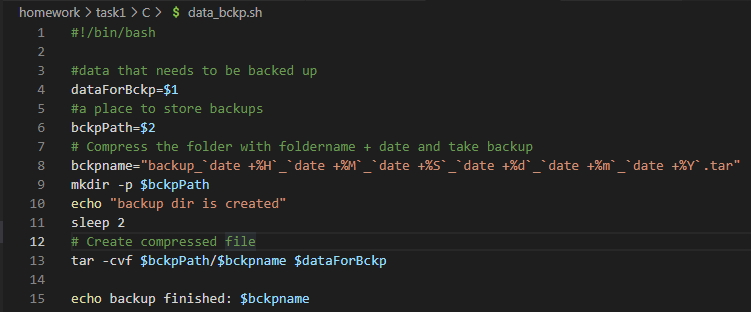 homework > task1 > C > $ data_bckp.sh
1 #!/bin/bash
2
3 #data that needs to be backed up
4 dataForBckp=$1
5 #a place to store backups
6 bckpPath=$2
7 # Compress the folder with foldername + date and take backup
8 bckpname="backup_`date +%H`_`date +%M`_`date +%S`_`date +%d`_`date +%m`_`date +%Y`.tar"
9 mkdir -p $bckpPath
10 echo "backup dir is created"
11 sleep 2
12 # Create compressed file
13 tar -cvf $bckpPath/$bckpname $dataForBckp
14
15 echo backup finished: $bckpname